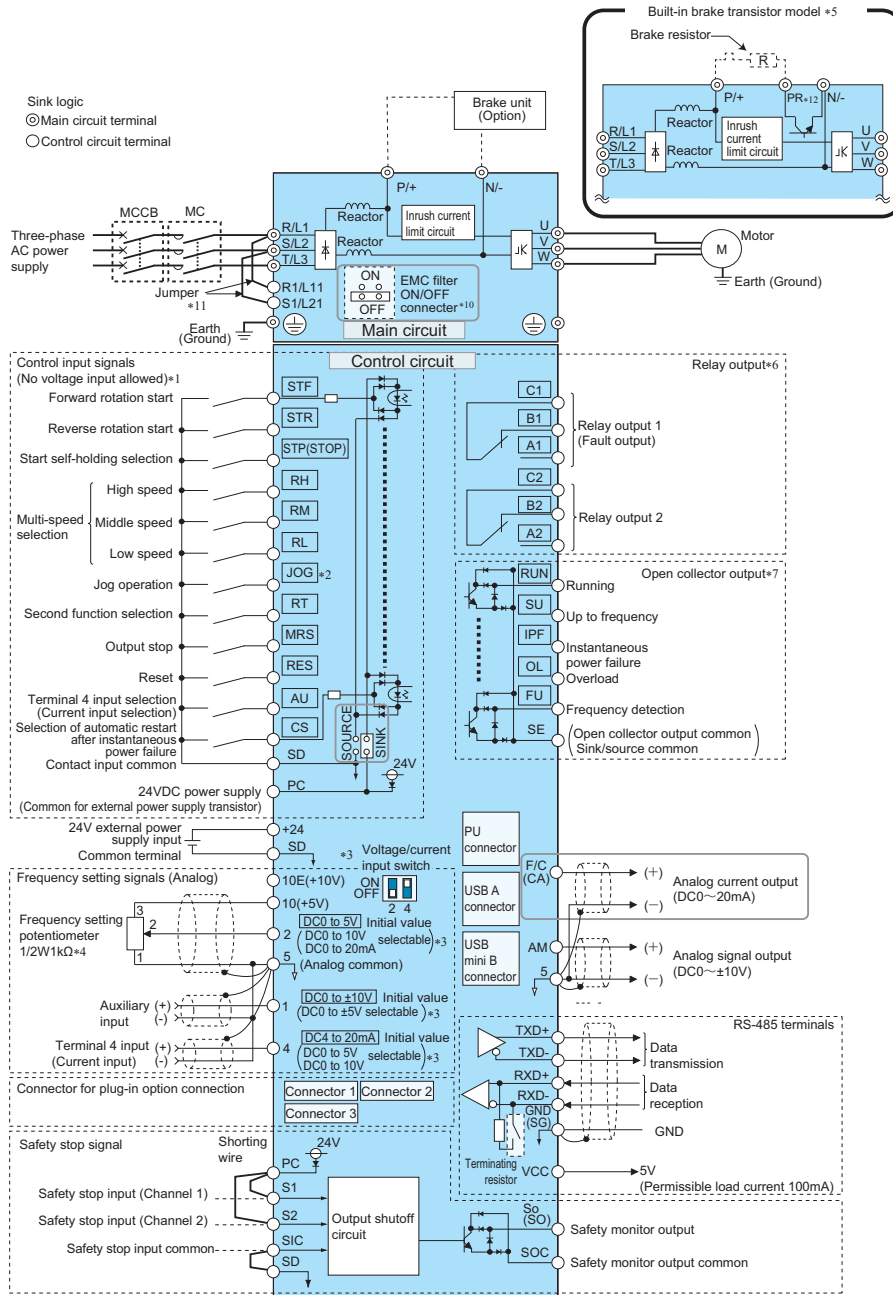 Built-in brake transistor model *5
Brake resistor
R
P/+
PR*12
N/-
R/L1
S/L2
T/L3
Reactor
Reactor
Inrush
current
limit circuit
U
V
W
Sink logic
Main circuit terminal
Control circuit terminal
Brake unit
(Option)
P/+
N/-
MCCB
MC
Three-phase
AC power
supply
R/L1
S/L2
T/L3
R1/L11
S1/L21
Jumper
*11
Earth
(Ground)
Reactor
Reactor
Inrush current
limit circuit
ON
OFF
EMC filter
ON/OFF
connecter*10
Main circuit
U
V
W
Motor
M
Earth (Ground)
Control circuit
Control input signals
(No voltage input allowed)*1
Forward rotation start
STF
Reverse rotation start
STR
Start self-holding selection
STP(STOP)
Multi-speed
selection
High speed
RH
Middle speed
RM
Low speed
RL
Jog operation
JOG *2
Second function selection
RT
Output stop
MRS
Reset
RES
Terminal 4 input selection
(Current input selection)
AU
Selection of automatic restart
after instantaneous
power failure
CS
Contact input common
SD
SOURCE
SINK
24V
24VDC power supply
(Common for external power supply transistor)
PC
24V external power
supply input
+24
Common terminal
SD
Relay output*6
C1
B1
A1
Relay output 1
(Fault output)
C2
B2
A2
Relay output 2
Open collector output*7
RUN
Running
SU
Up to frequency
IPF
Instantaneous
power failure
OL
Overload
FU
Frequency detection
SE
(Open collector output common
Sink/source common)
Frequency setting signals (Analog)
*3
Voltage/current
input switch
ON
OFF
2 4
10E(+10V)
10(+5V)
Frequency setting
potentiometer
1/2W1kΩ*4
3
2
1
2
DC0 to 5V Initial value
(DC0 to 10V
DC0 to 20mA selectable)*3
5
(Analog common)
Auxiliary
input
(+)
(-)
1
DC0 to ±10V Initial value
(DC0 to ±5V selectable)*3
Terminal 4 input
(Current input)
(+)
(-)
4
DC4 to 20mA Initial value
(DC0 to 5V
DC0 to 10V selectable)*3
PU
connector
USB A
connector
USB
mini B
connector
F/C
(CA)
(+)
(−)
Analog current output
(DC0～20mA)
AM
5
(+)
(−)
Analog signal output
(DC0～±10V)
RS-485 terminals
TXD+
TXD-
Data
transmission
RXD+
RXD-
Data
reception
GND
(SG)
GND
Terminating
resistor
VCC
5V
(Permissible load current 100mA)
Connector for plug-in option connection
Connector 1
Connector 2
Connector 3
Safety stop signal
Shorting
wire
24V
PC
Safety stop input (Channel 1)
S1
Safety stop input (Channel 2)
S2
Safety stop input common
SIC
SD
Output shutoff
circuit
So
(SO)
Safety monitor output
SOC
Safety monitor output common